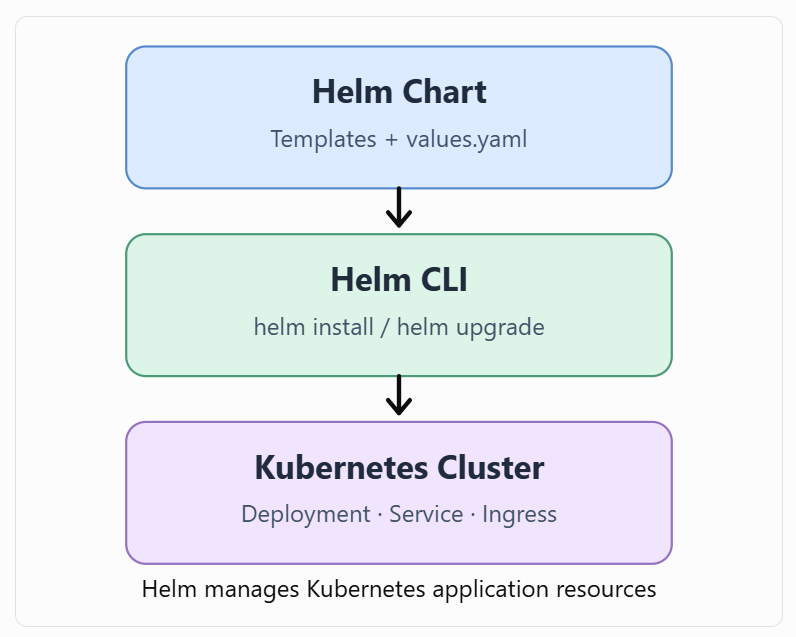 Helm Chart
Templates + values.yaml
Helm CLI
helm install / helm upgrade
Kubernetes Cluster
Deployment · Service · Ingress
Helm manages Kubernetes application resources